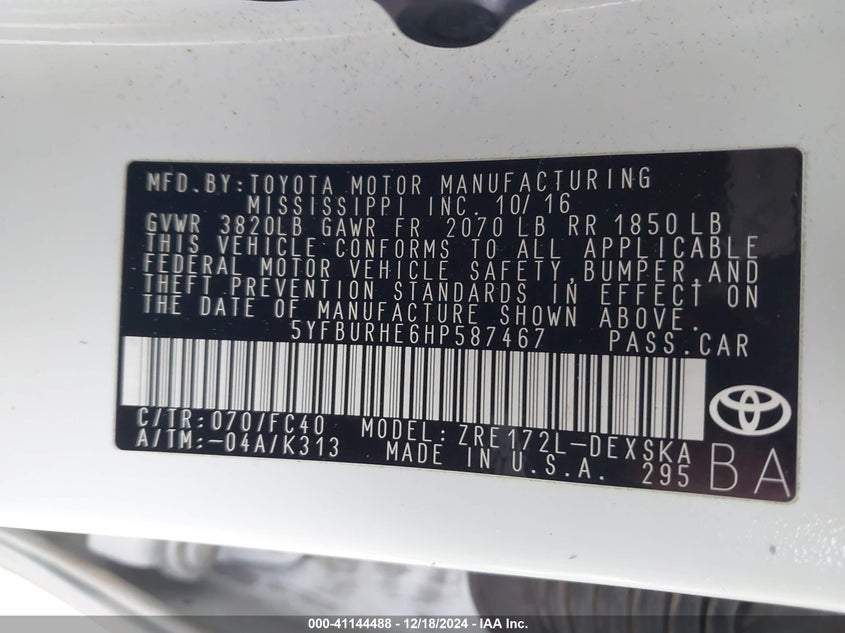 MFD.BY:TOYOTA MOTOR MANUFACTURING
MISSISSIPPI INC. 10/16
GVWR 3820LB GAWR FR 2070 LB RR 1850LB
THIS VEHICLE CONFORMS TO ALL APPLICABLE
FEDERAL MOTOR VEHICLE SAFETY,BUMPER,AND
THEFT PREVENTION STANDARDS IN EFFECT ON
THE DATE OF MANUFACTURE SHOWN ABOVE.
5YFBURHE6HP587467 PASS.CAR
C/TR:070/FC40 MODEL:ZRE172L-DEXSKA
A/TM:-04A/K313 MADE IN U.S.A. 295
BA
000-41144488 - 12/18/2024 - IAA Inc.